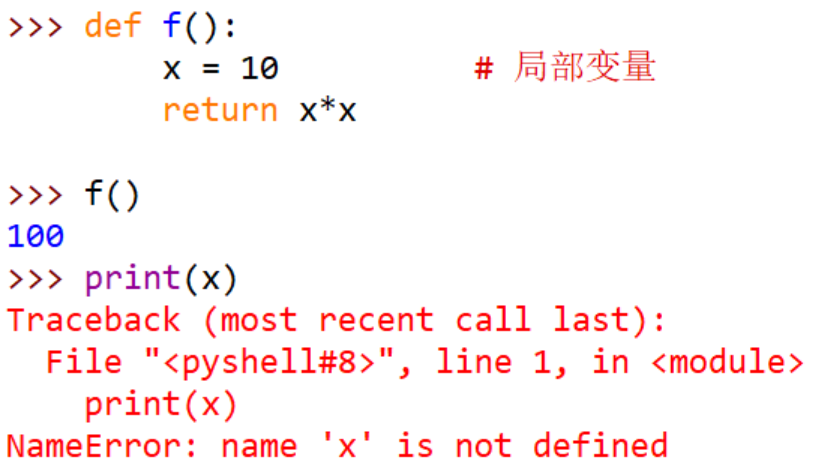 >>> def f():
        x = 10          # 局部变量
        return x*x
>>> f()
100
>>> print(x)
Traceback (most recent call last):
  File "<pyshell#8>", line 1, in <module>
    print(x)
NameError: name 'x' is not defined